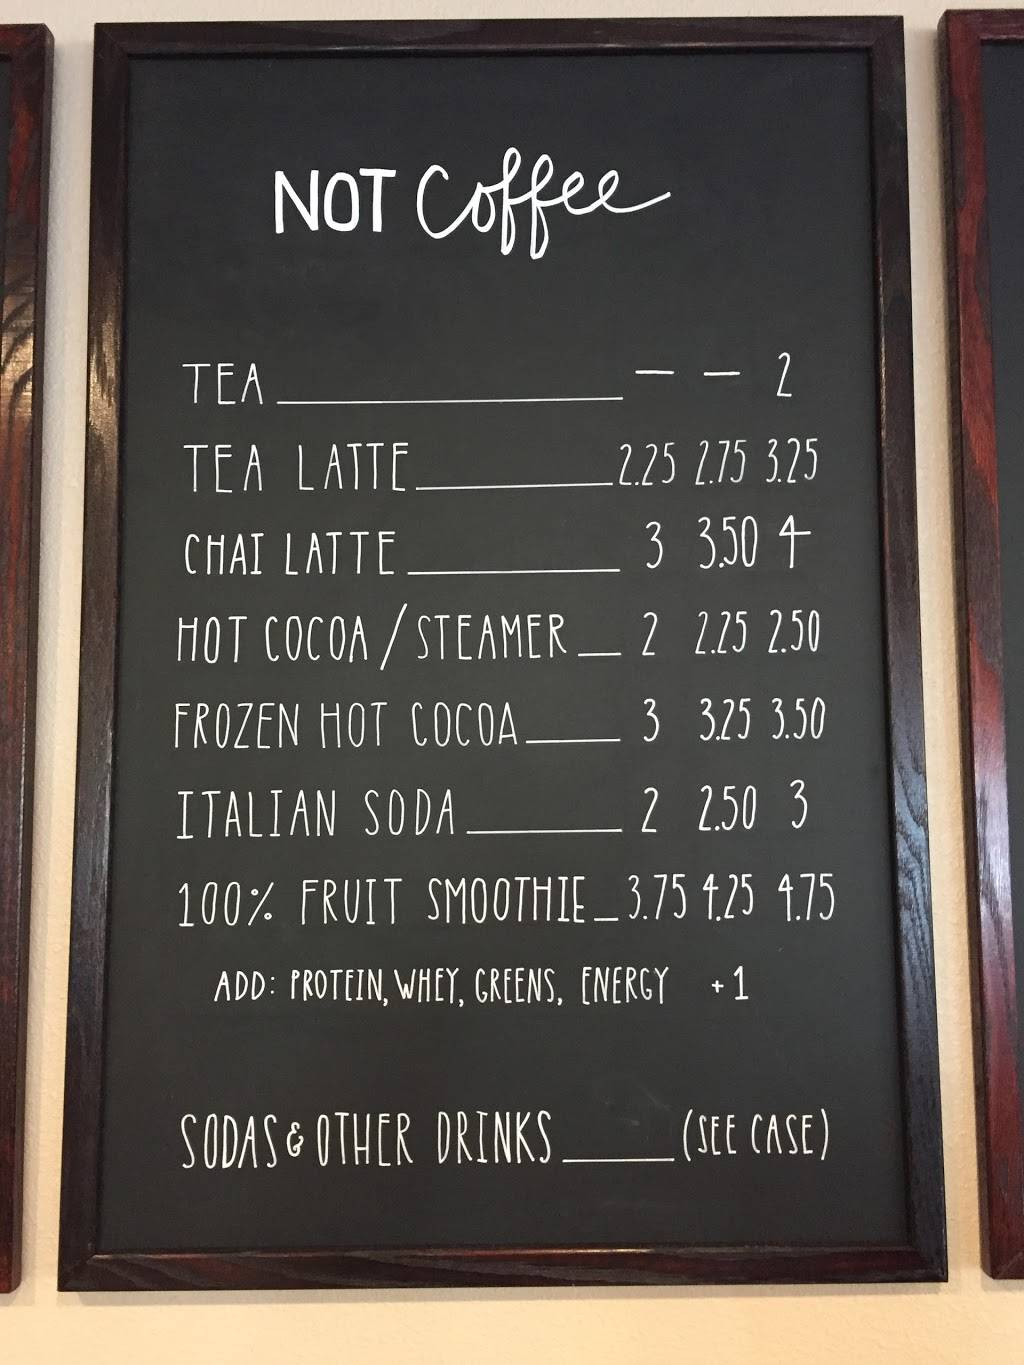 NOT Coffee
TEA — — 2
TEA LATTE 2.25 2.75 3.25
CHAI LATTE 3 3.50 4
HOT COCOA/STEAMER 2 2.25 2.50
FROZEN HOT COCOA 3 3.25 3.50
ITALIAN SODA 2 2.50 3
100% FRUIT SMOOTHIE 3.75 4.25 4.75
ADD: PROTEIN, WHEY, GREENS, ENERGY +1
SODAS & OTHER DRINKS (SEE CASE)